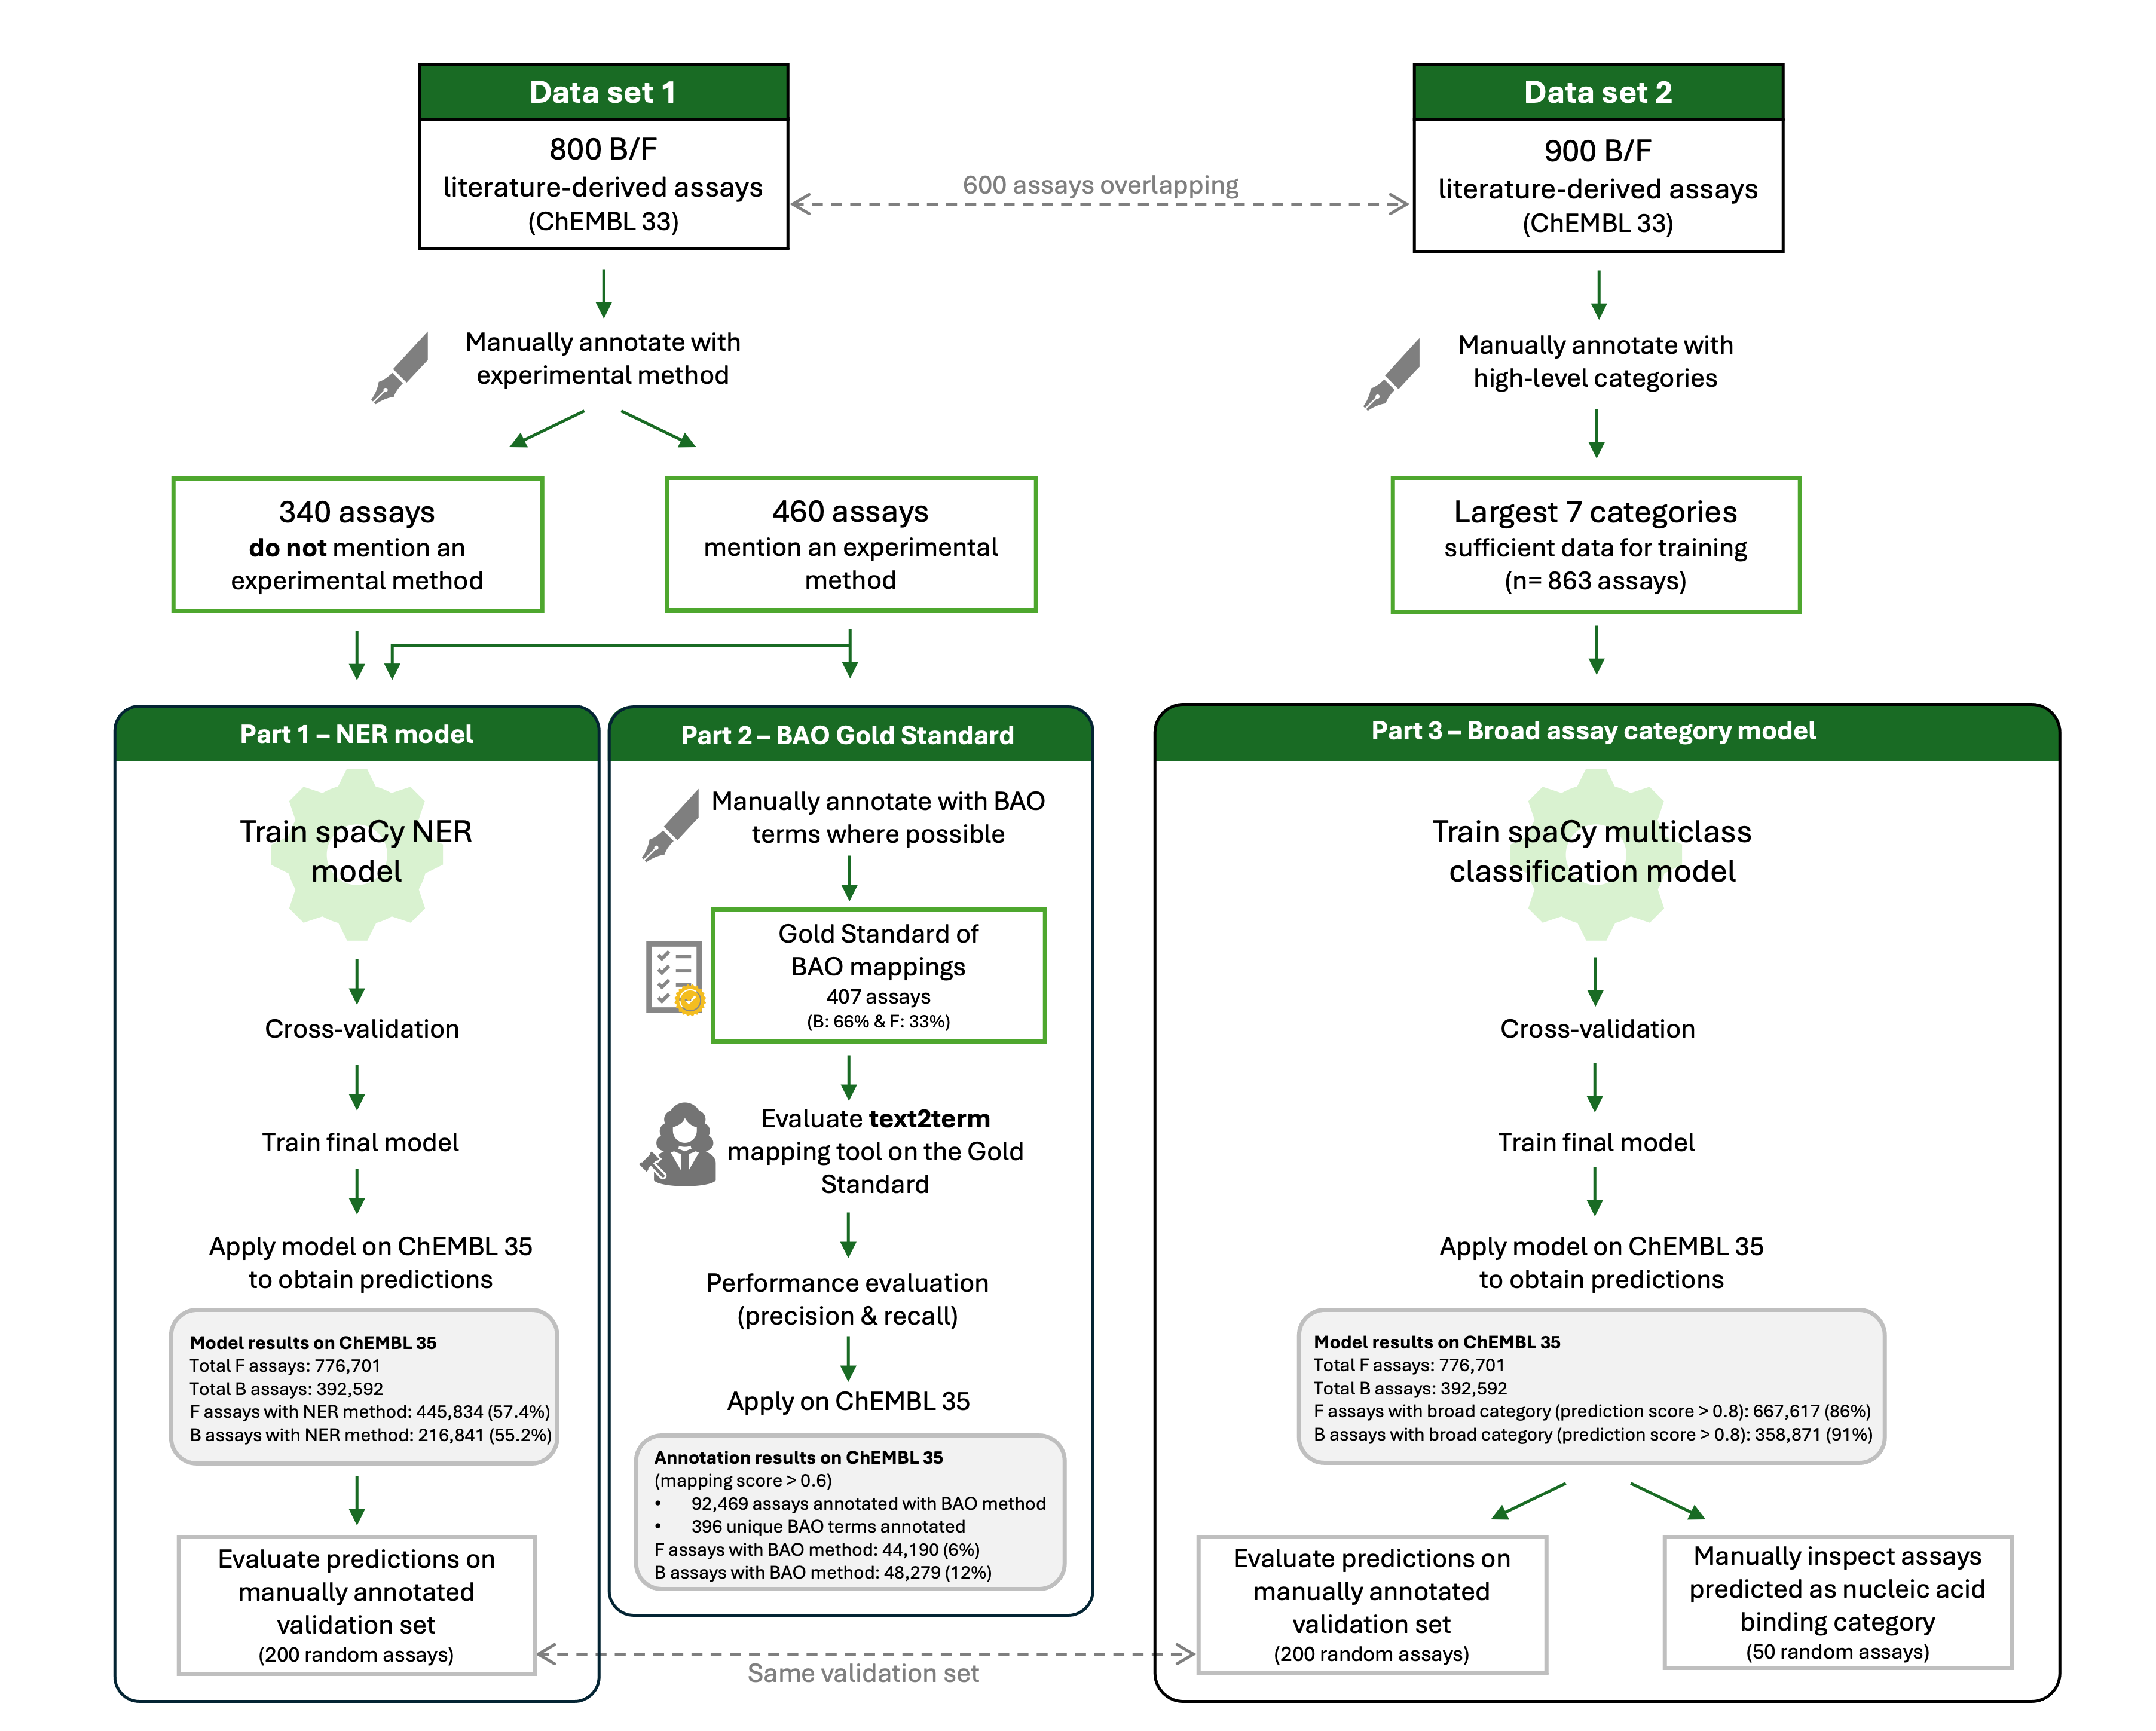 Data set 1
800 B/F
literature-derived assays
(ChEMBL 33)
600 assays overlapping
Data set 2
900 B/F
literature-derived assays
(ChEMBL 33)
Manually annotate with
experimental method
Manually annotate with
high-level categories
340 assays
do not mention an
experimental method
460 assays
mention an experimental
method
Largest 7 categories
sufficient data for training
(n= 863 assays)
Part 1 – NER model
Train spaCy NER
model
Cross-validation
Train final model
Apply model on ChEMBL 35
to obtain predictions
Model results on ChEMBL 35
Total F assays: 776,701
Total B assays: 392,592
F assays with NER method: 445,834 (57.4%)
B assays with NER method: 216,841 (55.2%)
Evaluate predictions on
manually annotated
validation set
(200 random assays)
Part 2 – BAO Gold Standard
Manually annotate with BAO
terms where possible
Gold Standard of
BAO mappings
407 assays
(B: 66% & F: 33%)
Evaluate text2term
mapping tool on the Gold
Standard
Performance evaluation
(precision & recall)
Apply on ChEMBL 35
Annotation results on ChEMBL 35
(mapping score > 0.6)
• 92,469 assays annotated with BAO method
• 396 unique BAO terms annotated
F assays with BAO method: 44,190 (6%)
B assays with BAO method: 48,279 (12%)
Same validation set
Part 3 – Broad assay category model
Train spaCy multiclass
classification model
Cross-validation
Train final model
Apply model on ChEMBL 35
to obtain predictions
Model results on ChEMBL 35
Total F assays: 776,701
Total B assays: 392,592
F assays with broad category (prediction score > 0.8): 667,617 (86%)
B assays with broad category (prediction score > 0.8): 358,871 (91%)
Evaluate predictions on
manually annotated
validation set
(200 random assays)
Manually inspect assays
predicted as nucleic acid
binding category
(50 random assays)